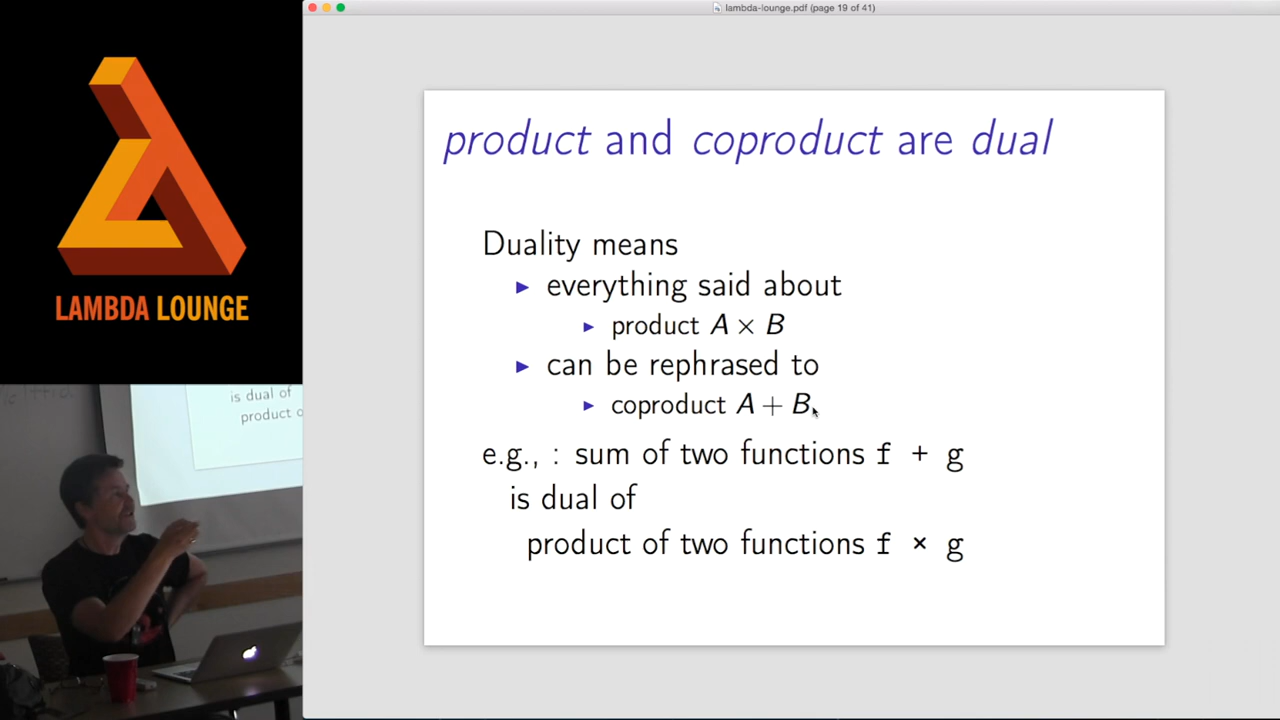 lambda-lounge.pdf (page 19 of 41)
product and coproduct are dual
Duality means
▶ everything said about
▶ product A × B
▶ can be rephrased to
▶ coproduct A + B
e.g., : sum of two functions f + g
is dual of
product of two functions f × g
LAMBDA LOUNGE
is dual of
product o